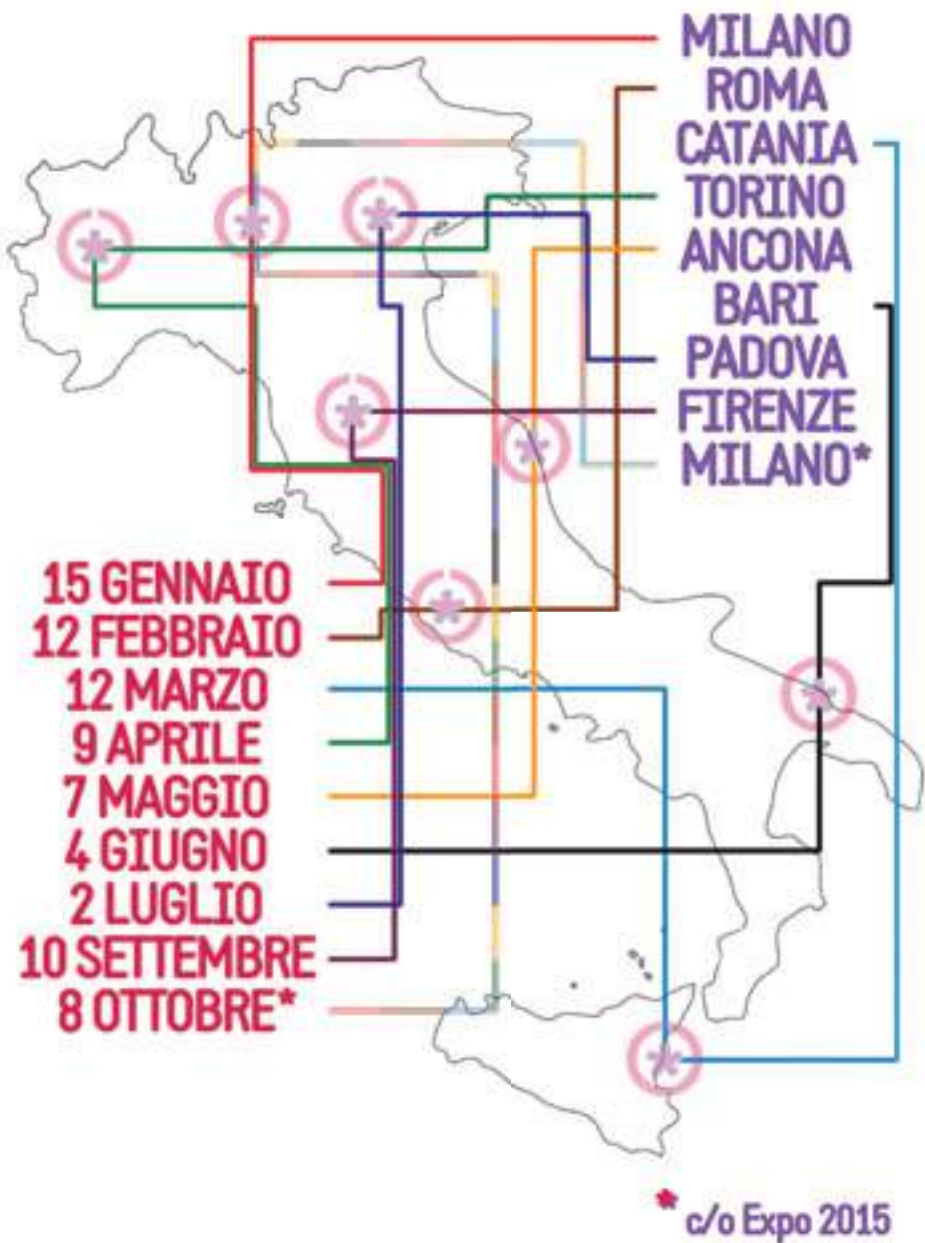 MILANO
ROMA
CATANIA
TORINO
ANCONA
BARI
PADOVA
FIRENZE
MILANO*
15 GENNAIO
12 FEBBRAIO
12 MARZO
9 APRILE
7 MAGGIO
4 GIUGNO
2 LUGLIO
10 SETTEMBRE
8 OTTOBRE*
* c/o Expo 2015